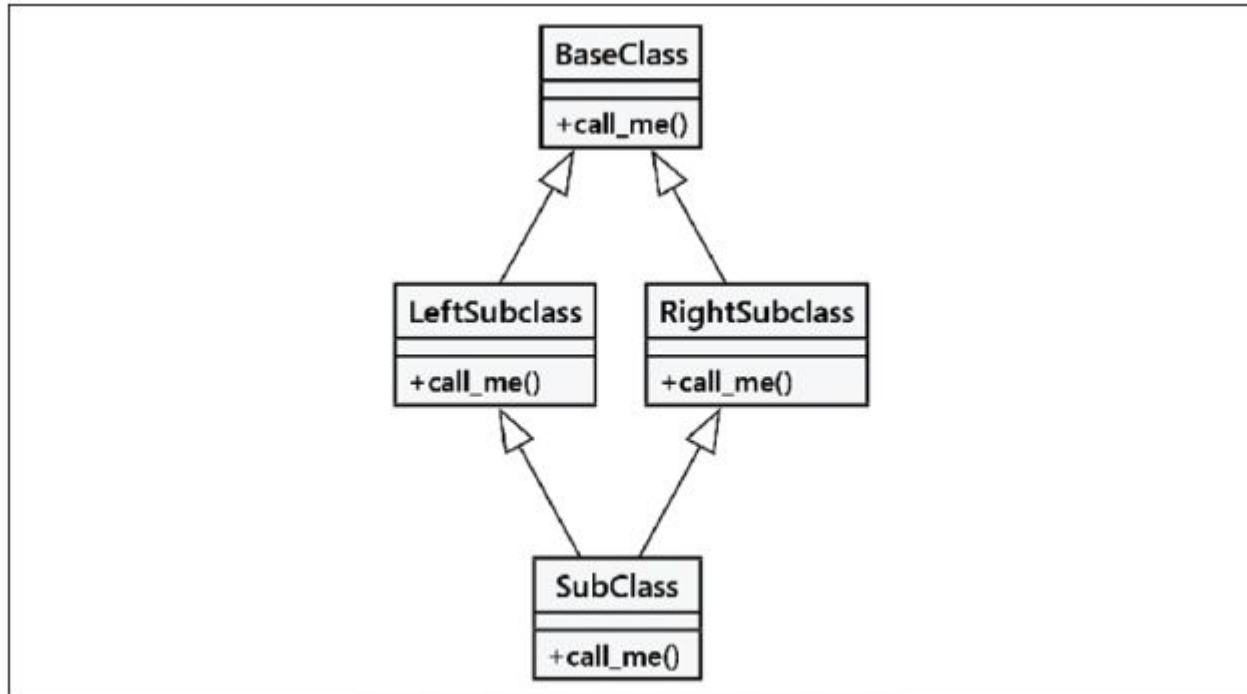 BaseClass
+call_me()
LeftSubclass
+call_me()
RightSubclass
+call_me()
SubClass
+call_me()